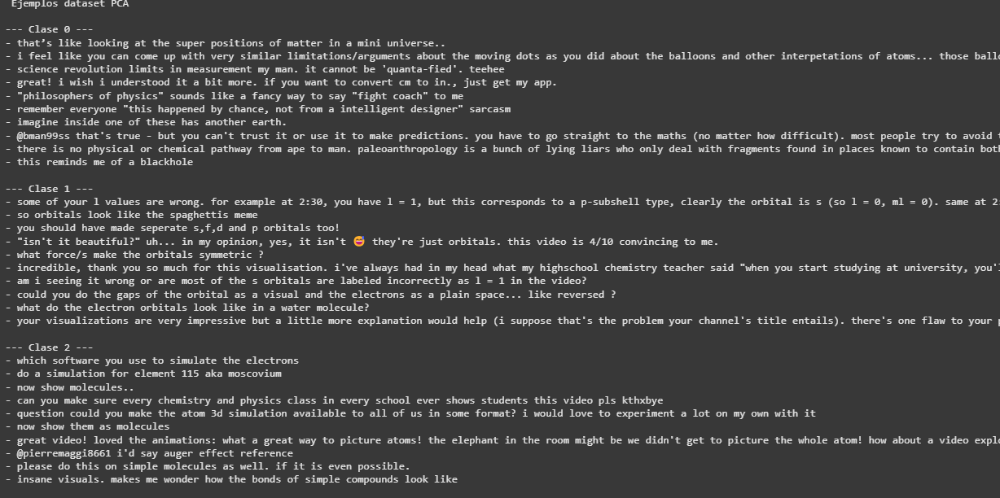 Ejemplos dataset PCA
--- Clase 0 ---
- that's like looking at the super positions of matter in a mini universe..
- i feel like you can come up with very similar limitations/arguments about the moving dots as you did about the balloons and other interpetations of atoms... those ballo
- science revolution limits in measurement my man. it cannot be 'quanta-fied'. teehee
- great! i wish i understood it a bit more. if you want to convert cm to in., just get my app.
- "philosophers of physics" sounds like a fancy way to say "fight coach" to me
- remember everyone "this happened by chance, not from a intelligent designer" sarcasm
- imagine inside one of these has another earth.
- @bman99ss that's true - but you can't trust it or use it to make predictions. you have to go straight to the maths (no matter how difficult). most people try to avoid t
- there is no physical or chemical pathway from ape to man. paleoanthropology is a bunch of lying liars who only deal with fragments found in places known to contain both
- this reminds me of a blackhole
--- Clase 1 ---
- some of your l values are wrong. for example at 2:30, you have l = 1, but this corresponds to a p-subshell type, clearly the orbital is s (so l = 0, ml = 0). same at 2:
- so orbitals look like the spaghettis meme
- you should have made seperate s,f,d and p orbitals too!
- "isn't it beautiful?" uh... in my opinion, yes, it isn't 😅 they're just orbitals. this video is 4/10 convincing to me.
- what force/s make the orbitals symmetric ?
- incredible, thank you so much for this visualisation. i've always had in my head what my highschool chemistry teacher said "when you start studying at university, you'l
- am i seeing it wrong or are most of the s orbitals are labeled incorrectly as l = 1 in the video?
- could you do the gaps of the orbital as a visual and the electrons as a plain space... like reversed ?
- what do the electron orbitals look like in a water molecule?
- your visualizations are very impressive but a little more explanation would help (i suppose that's the problem your channel's title entails). there's one flaw to your p
--- Clase 2 ---
- which software you use to simulate the electrons
- do a simulation for element 115 aka moscovium
- now show molecules..
- can you make sure every chemistry and physics class in every school ever shows students this video pls kthxbye
- question could you make the atom 3d simulation available to all of us in some format? i would love to experiment a lot on my own with it
- now show them as molecules
- great video! loved the animations: what a great way to picture atoms! the elephant in the room might be we didn't get to picture the whole atom! how about a video explo
- @pierremaggi8661 i'd say auger effect reference
- please do this on simple molecules as well. if it is even possible.
- insane visuals. makes me wonder how the bonds of simple compounds look like